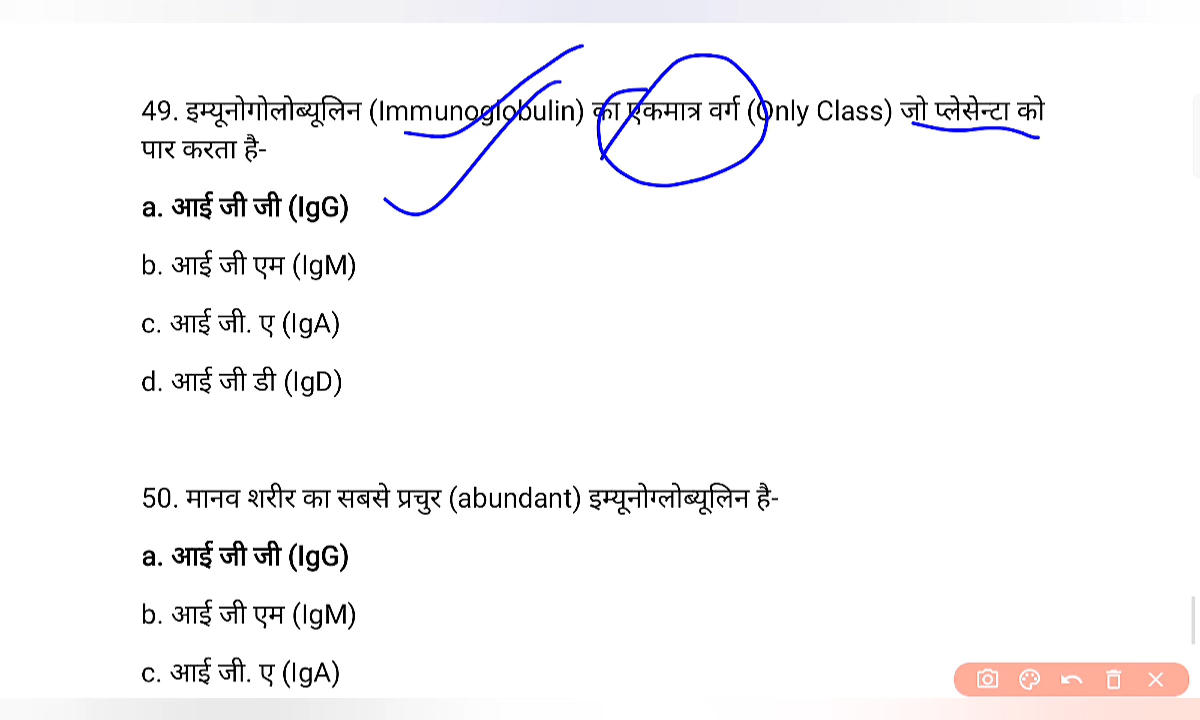 49. इम्यूनोगोलोब्यूलिन (Immunoglobulin) का एकमात्र वर्ग (Only Class) जो प्लेसेन्टा को
पार करता है-
a. आई जी जी (IgG)
b. आई जी एम (IgM)
c. आई जी. ए (IgA)
d. आई जी डी (IgD)
50. मानव शरीर का सबसे प्रचुर (abundant) इम्यूनोग्लोब्यूलिन है-
a. आई जी जी (IgG)
b. आई जी एम (IgM)
c. आई जी. ए (IgA)